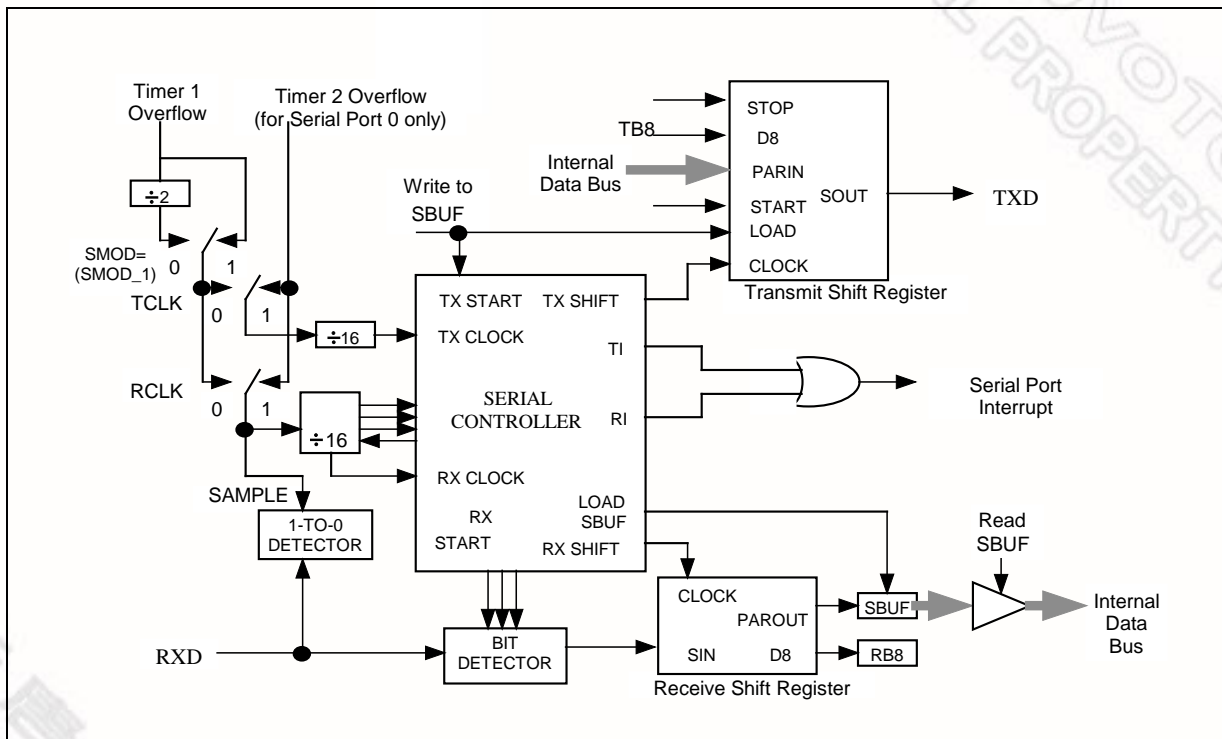 Timer 1
Overflow
Timer 2 Overflow
(for Serial Port 0 only)
÷2
SMOD=
(SMOD_1)
0
1
TCLK
0
1
÷16
RCLK
0
1
÷16
SAMPLE
1-TO-0
DETECTOR
RXD
Write to
SBUF
TX START
TX SHIFT
TX CLOCK
TI
SERIAL
CONTROLLER
RI
RX CLOCK
LOAD
SBUF
RX
START
RX SHIFT
BIT
DETECTOR
TB8
Internal
Data Bus
STOP
D8
PARIN
SOUT
START
LOAD
CLOCK
Transmit Shift Register
TXD
Serial Port
Interrupt
CLOCK
PAROUT
SIN
D8
Receive Shift Register
SBUF
RB8
Read
SBUF
Internal
Data
Bus